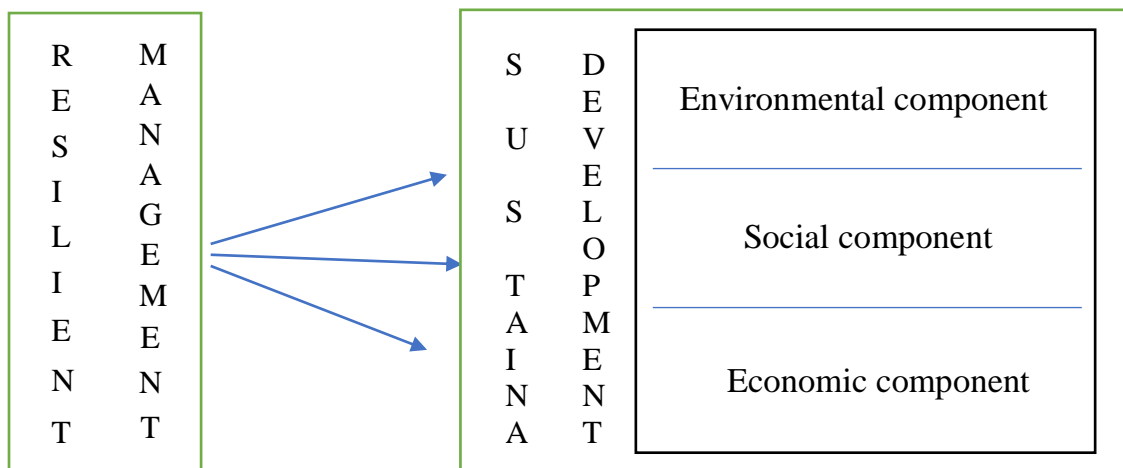 RESILIENT
MANAGEMENT
SUSTAINA
DEVELOPMENT
Environmental component
Social component
Economic component